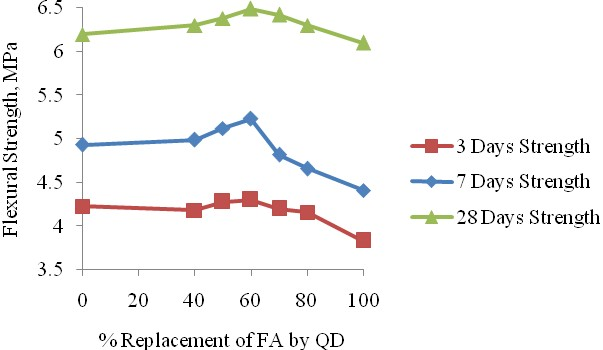 Flexural Strength, MPa
6.5
6
5.5
5
4.5
4
3.5
0 20 40 60 80 100
% Replacement of FA by QD
3 Days Strength
7 Days Strength
28 Days Strength